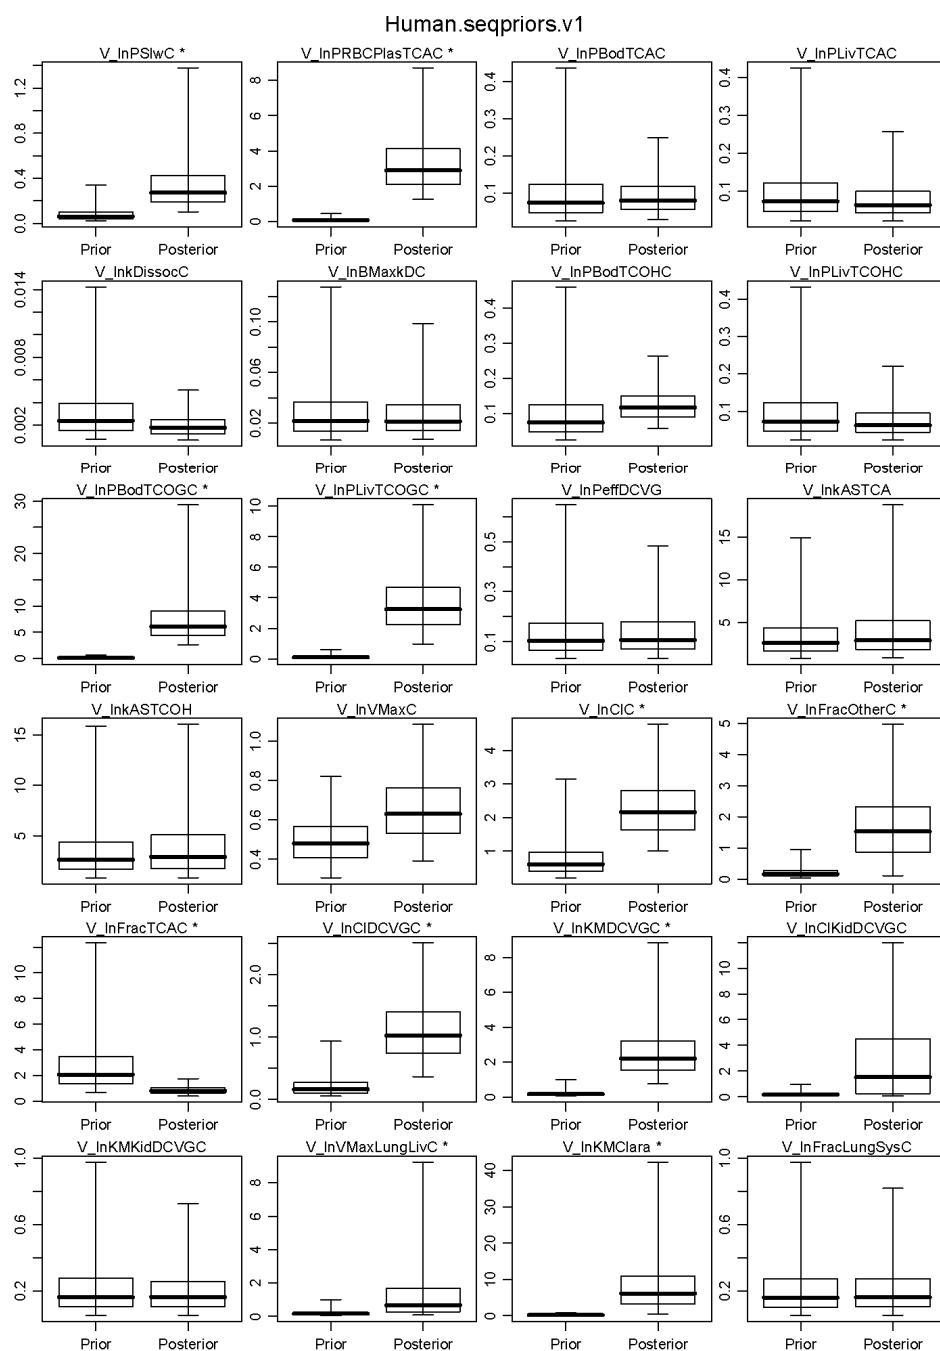 Human.seqpriors.v1
V_lnPSlwC *
1.2
0.8
0.4
0.0
Prior Posterior
V_lnPRBCPlasTCAC *
8
6
4
2
0
Prior Posterior
V_lnPBodTCAC
0.4
0.3
0.2
0.1
Prior Posterior
V_lnPLivTCAC
0.4
0.3
0.2
0.1
Prior Posterior
V_lnkDissocC
0.014
0.008
0.002
Prior Posterior
V_lnBMaxkDC
0.10
0.06
0.02
Prior Posterior
V_lnPBodTCOHC
0.4
0.3
0.2
0.1
Prior Posterior
V_lnPLivTCOHC
0.4
0.3
0.2
0.1
Prior Posterior
V_lnPBodTCOGC *
30
20
10
5
0
Prior Posterior
V_lnPLivTCOGC *
10
8
6
4
2
0
Prior Posterior
V_lnPeffDCVG
0.5
0.3
0.1
Prior Posterior
V_lnkASTCA
15
10
5
Prior Posterior
V_lnkASTCOH
15
10
5
Prior Posterior
V_lnVMaxC
1.0
0.8
0.6
0.4
Prior Posterior
V_lnClC *
4
3
2
1
Prior Posterior
V_lnFracOtherC *
5
4
3
2
1
0
Prior Posterior
V_lnFracTCAC *
10
8
6
4
2
0
Prior Posterior
V_lnClDCVGC *
2.0
1.0
0.0
Prior Posterior
V_lnKMDCVGC *
8
6
4
2
0
Prior Posterior
V_lnClKidDCVGC
10
8
6
4
2
0
Prior Posterior
V_lnKMKidDCVGC
1.0
0.6
0.2
Prior Posterior
V_lnVMaxLungLivC *
8
6
4
2
0
Prior Posterior
V_lnKMClara *
40
30
20
10
0
Prior Posterior
V_lnFracLungSysC
1.0
0.6
0.2
Prior Posterior